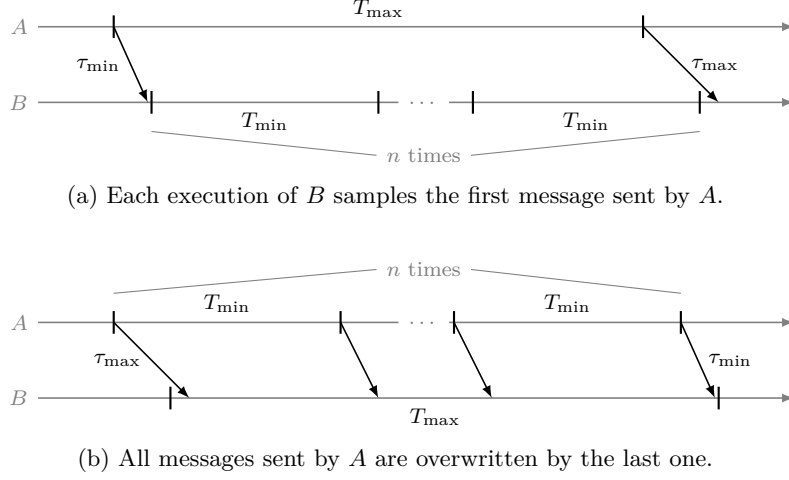 T_max
A
τ_min
τ_max
B
T_min ··· T_min
n times
(a) Each execution of B samples the first message sent by A.
n times
T_min T_min
A ···
τ_max τ_min
B
T_max
(b) All messages sent by A are overwritten by the last one.